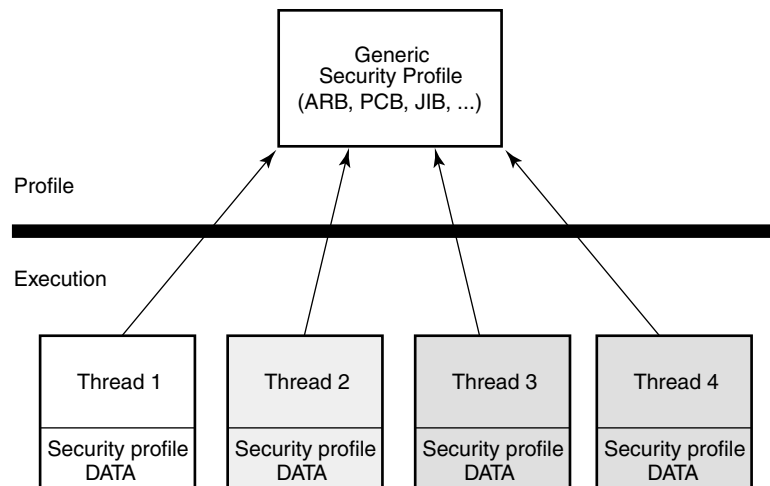 Generic
Security Profile
(ARB, PCB, JIB, ...)
Profile
Execution
Thread 1
Thread 2
Thread 3
Thread 4
Security profile
DATA
Security profile
DATA
Security profile
DATA
Security profile
DATA